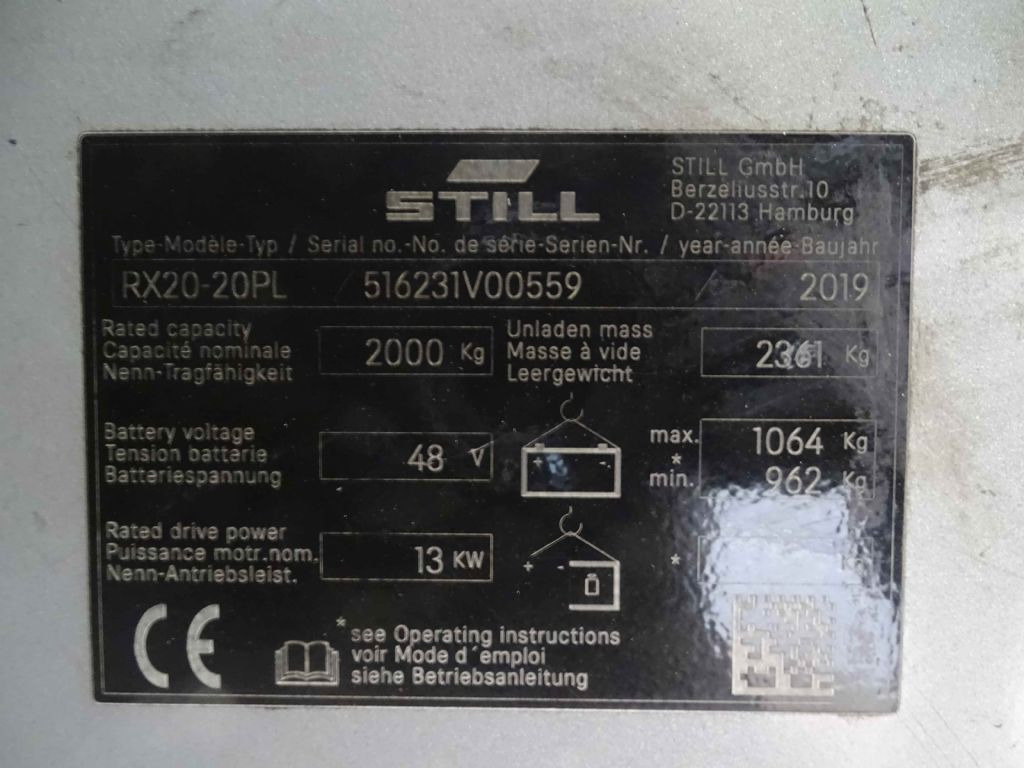 STILL
STILL GmbH
Berzeliusstr.10
D-22113 Hamburg
Type-Modèle-Typ / Serial no.-No. de série-Serien-Nr. / year-année-Baujahr
RX20-20PL / 516231V00559 / 2019
Rated capacity
Capacité nominale
Nenn-Tragfähigkeit
2000 Kg
Unladen mass
Masse à vide
Leergewicht
2361 Kg
Battery voltage
Tension batterie
Batteriespannung
48 V
+ -
max. 1064 Kg
*
min. 962 Kg
Rated drive power
Puissance motr.nom.
Nenn-Antriebsleist.
13 KW
+ -
* Kg
CE
* see Operating instructions
voir Mode d´emploi
siehe Betriebsanleitung